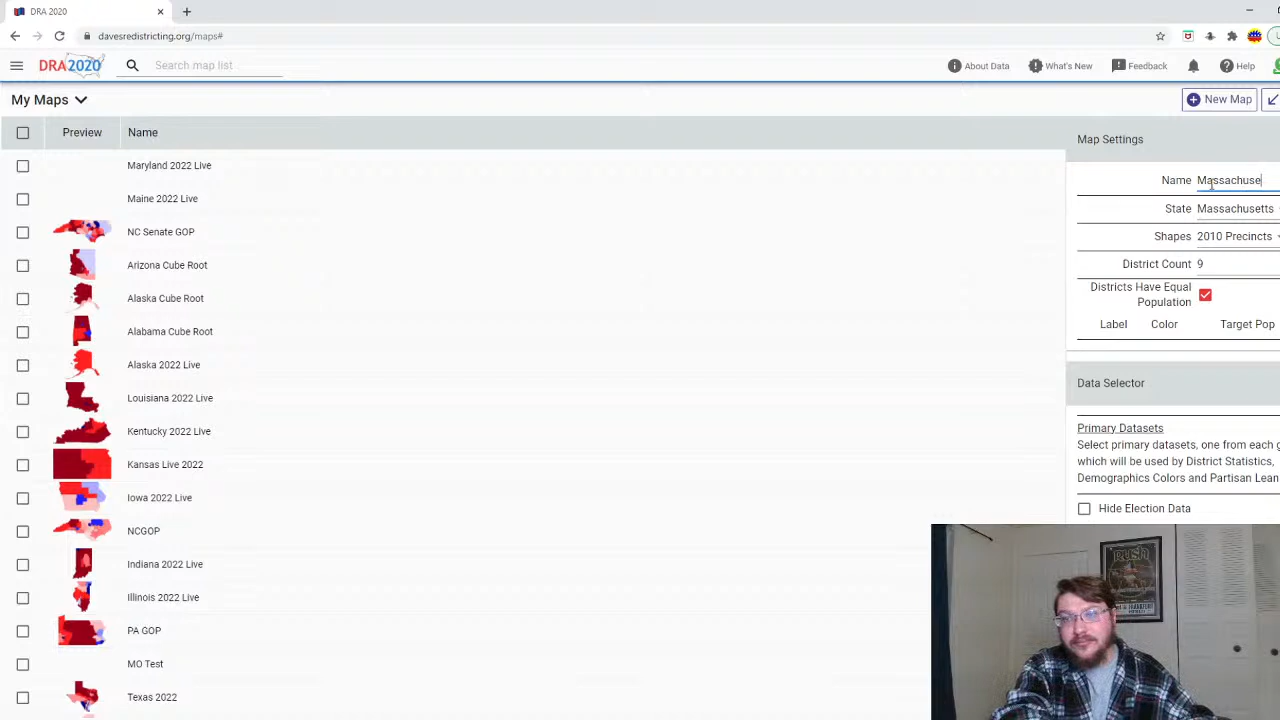 DRA 2020
davesredistricting.org/maps#
DRA2020
Search map list
About Data
What's New
Feedback
Help
My Maps
New Map
Preview
Name
Map Settings
Maryland 2022 Live
Maine 2022 Live
NC Senate GOP
Arizona Cube Root
Alaska Cube Root
Alabama Cube Root
Alaska 2022 Live
Louisiana 2022 Live
Kentucky 2022 Live
Kansas Live 2022
Iowa 2022 Live
NCGOP
Indiana 2022 Live
Illinois 2022 Live
PA GOP
MO Test
Texas 2022
Name Massachuse
State Massachusetts
Shapes 2010 Precincts
District Count 9
Districts Have Equal
Population
Label Color Target Pop
Data Selector
Primary Datasets
Select primary datasets, one from each g
which will be used by District Statistics,
Demographics Colors and Partisan Lean
Hide Election Data
rush